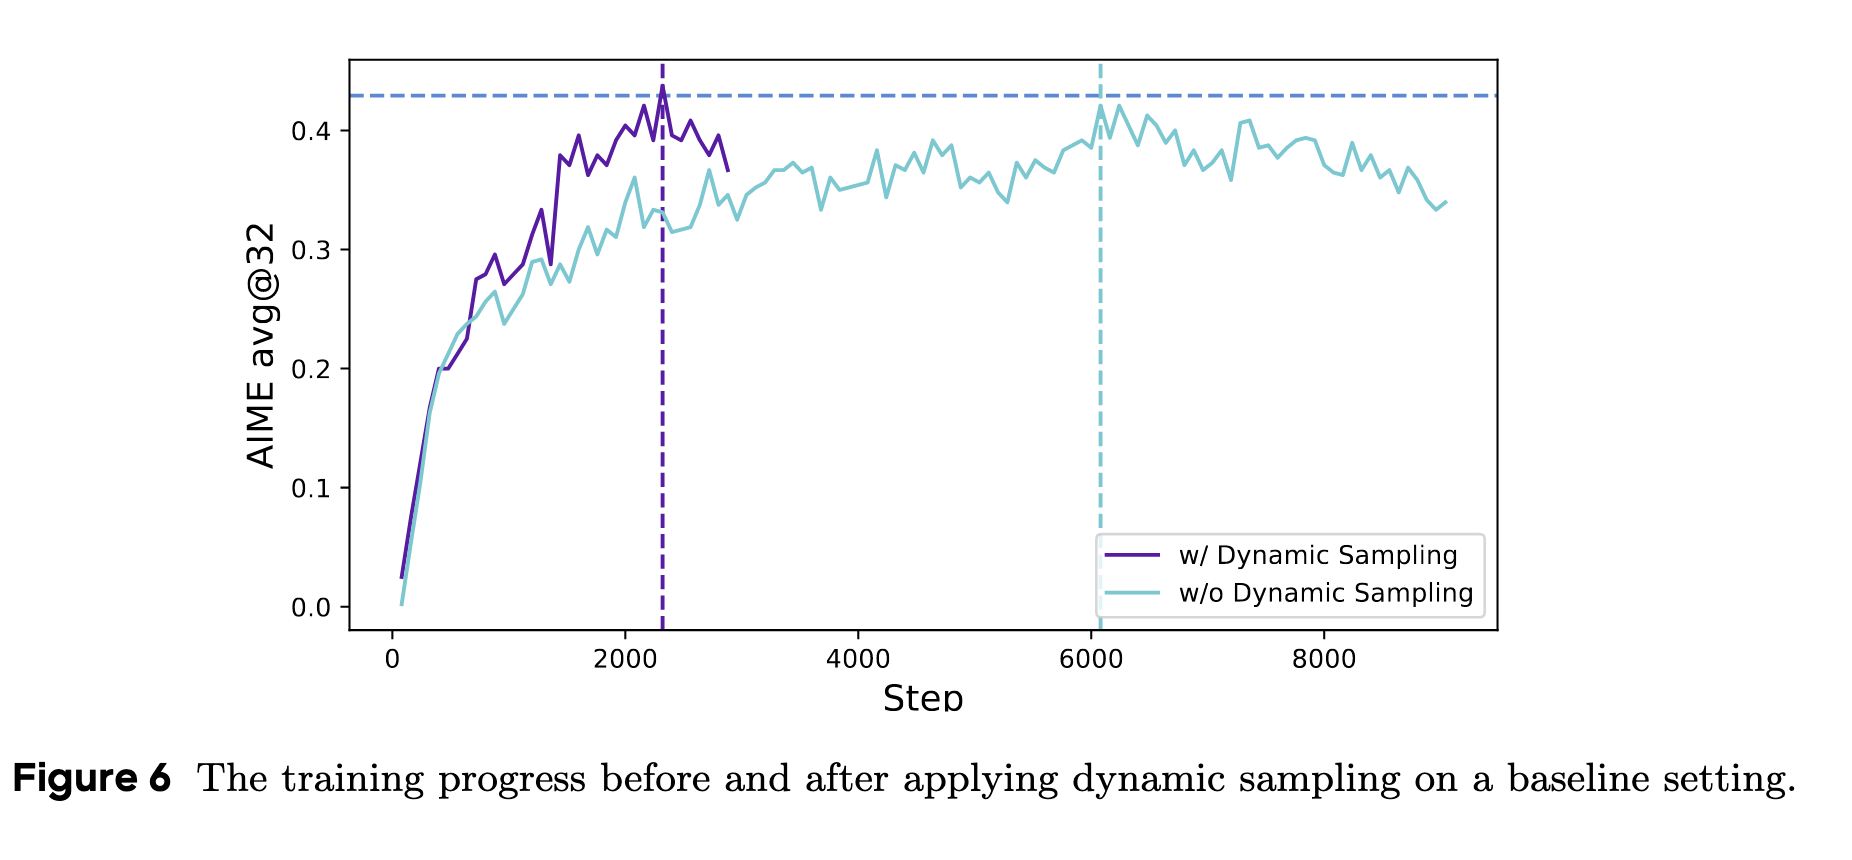 AIME avg@32
0.4
0.3
0.2
0.1
0.0
w/ Dynamic Sampling
w/o Dynamic Sampling
0 2000 4000 6000 8000
Step
Figure 6 The training progress before and after applying dynamic sampling on a baseline setting.